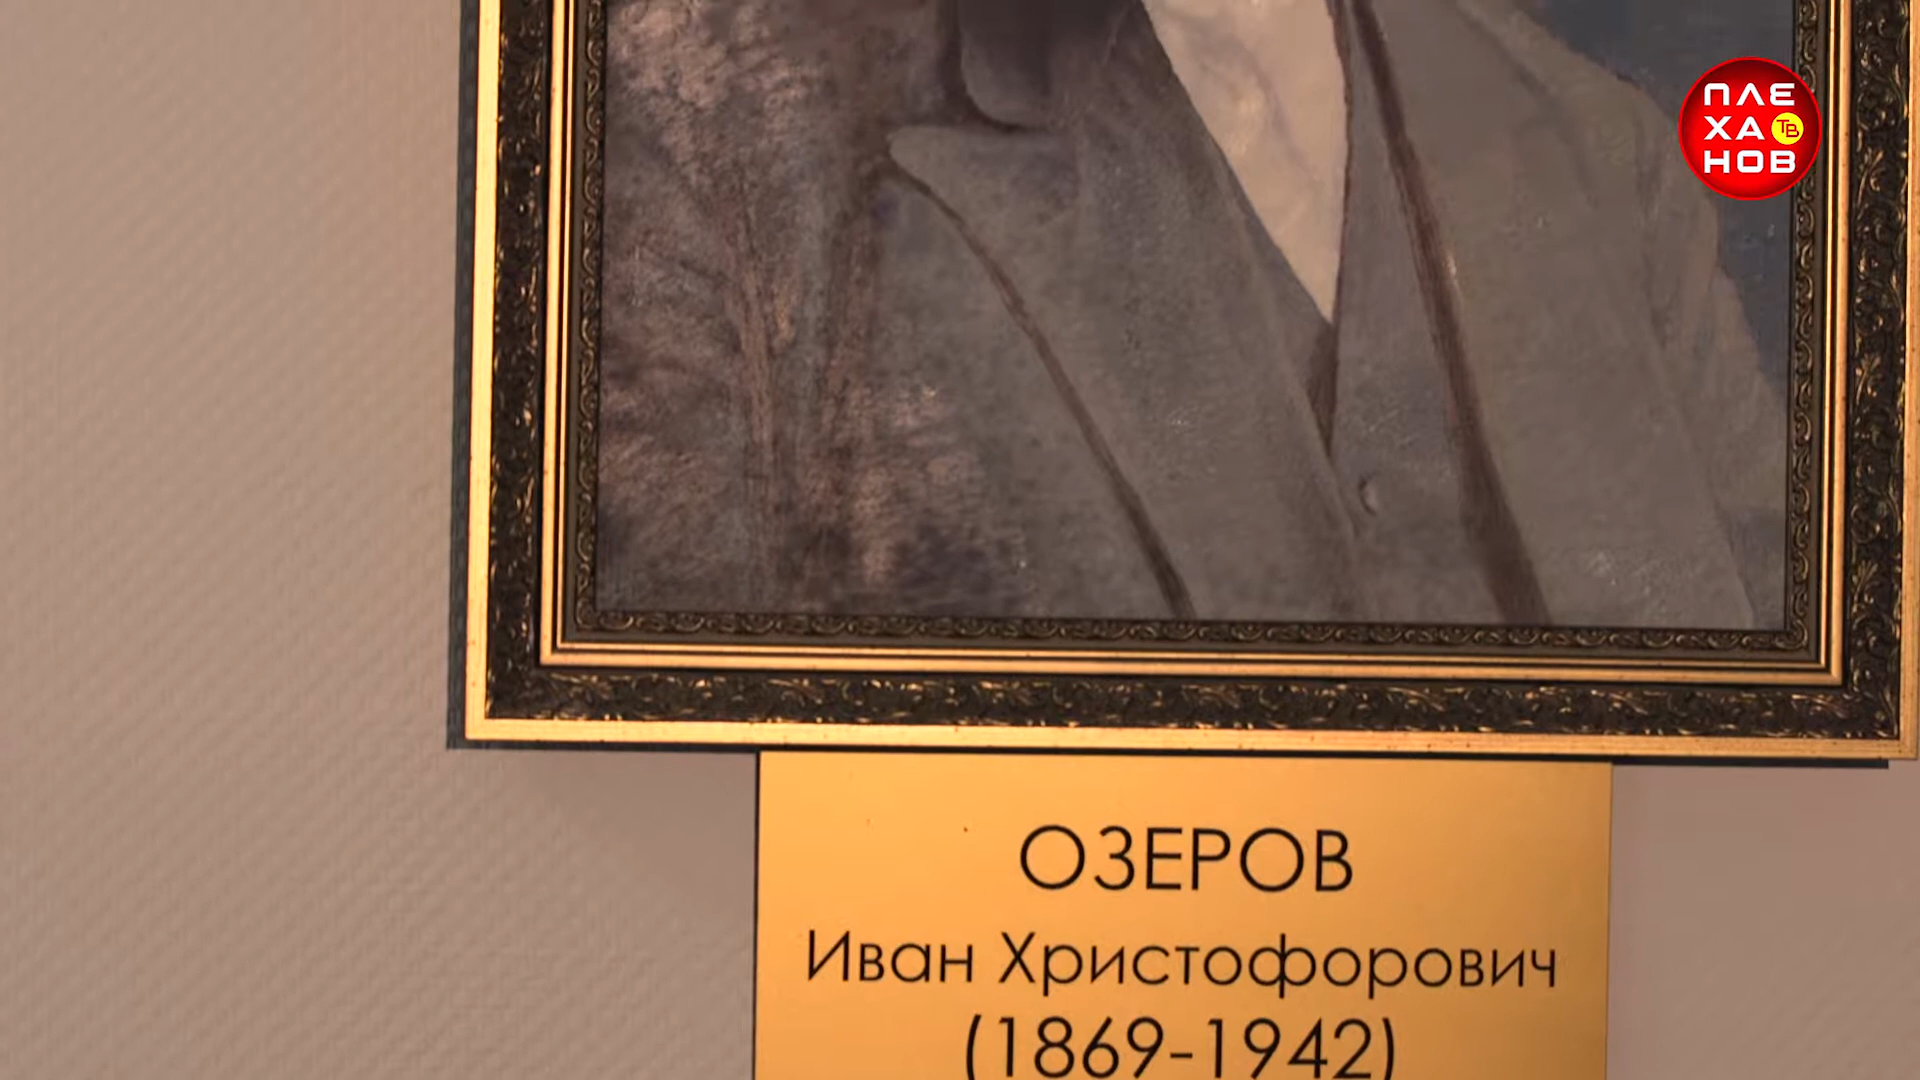 ПЛЕ
ХА ТВ
НОВ
ОЗЕРОВ
Иван Христофорович
(1869-1942)